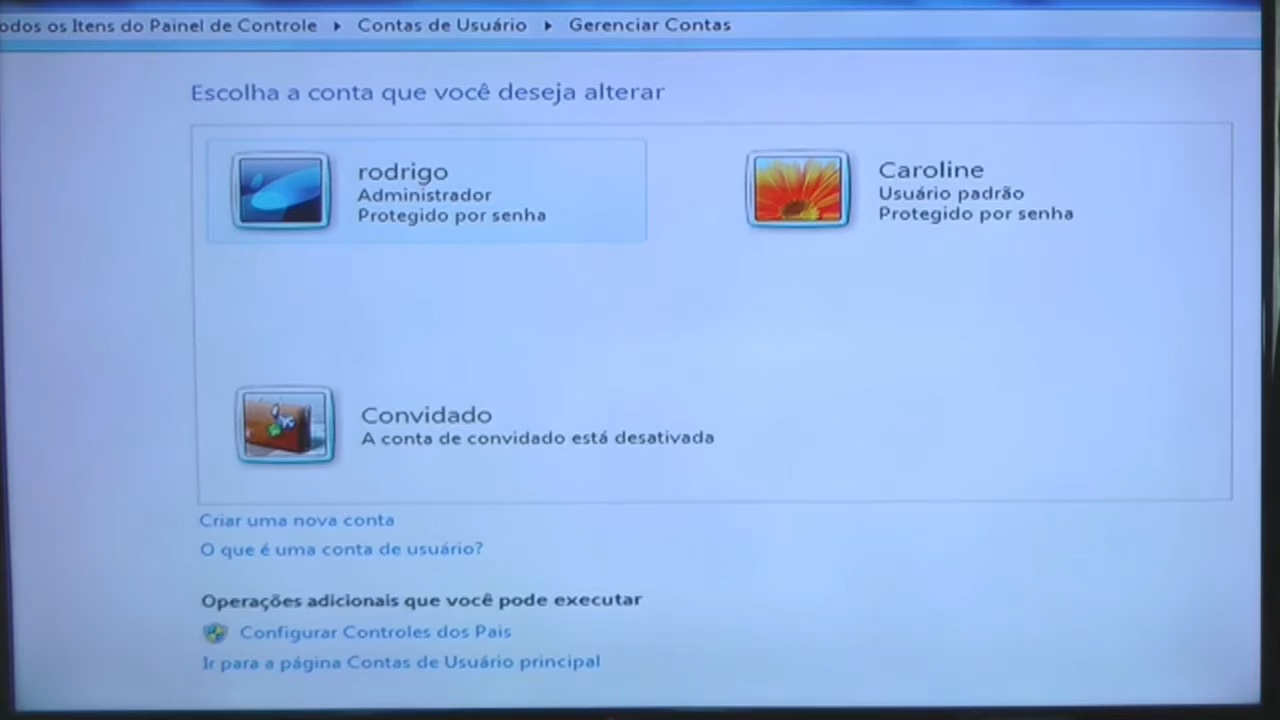 os Itens do Painel de Controle ▸ Contas de Usuário ▸ Gerenciar Contas
Escolha a conta que você deseja alterar
rodrigo
Administrador
Protegido por senha
Caroline
Usuário padrão
Protegido por senha
Convidado
A conta de convidado está desativada
Criar uma nova conta
O que é uma conta de usuário?
Operações adicionais que você pode executar
Configurar Controles dos Pais
Ir para a página Contas de Usuário principal